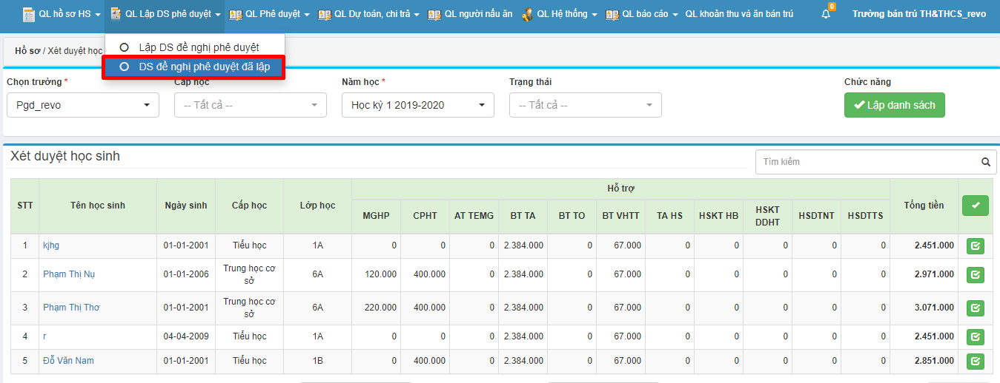 QL hồ sơ HS QL Lập DS phê duyệt QL Phê duyệt QL Dự toán, chi trả QL người nấu ăn QL Hệ thống QL báo cáo QL khoản thu và ăn bán trú 0 Trường bán trú TH&THCS_revo
Lập DS đề nghị phê duyệt
DS đề nghị phê duyệt đã lập
Hồ sơ / Xét duyệt học
Chọn trường * Cấp học Năm học * Trạng thái Chức năng
Pgd_revo -- Tất cả -- Học kỳ 1 2019-2020 -- Tất cả -- Lập danh sách
Xét duyệt học sinh
Tìm kiếm
STT Tên học sinh Ngày sinh Cấp học Lớp học Hỗ trợ Tổng tiền
MGHP CPHT AT TEMG BT TA BT TO BT VHTT TA HS HSKT HB HSKT DDHT HSDTNT HSDTTS
1 kjhg 01-01-2001 Tiểu học 1A 0 0 0 2.384.000 0 67.000 0 0 0 0 0 2.451.000
2 Phạm Thị Nụ 01-01-2006 Trung học cơ sở 6A 120.000 400.000 0 2.384.000 0 67.000 0 0 0 0 0 2.971.000
3 Phạm Thị Thơ 01-01-2001 Trung học cơ sở 6A 220.000 400.000 0 2.384.000 0 67.000 0 0 0 0 0 3.071.000
4 r 04-04-2009 Tiểu học 1A 0 0 0 2.384.000 0 67.000 0 0 0 0 0 2.451.000
5 Đỗ Văn Nam 01-01-2001 Tiểu học 1B 0 400.000 0 2.384.000 0 67.000 0 0 0 0 0 2.851.000